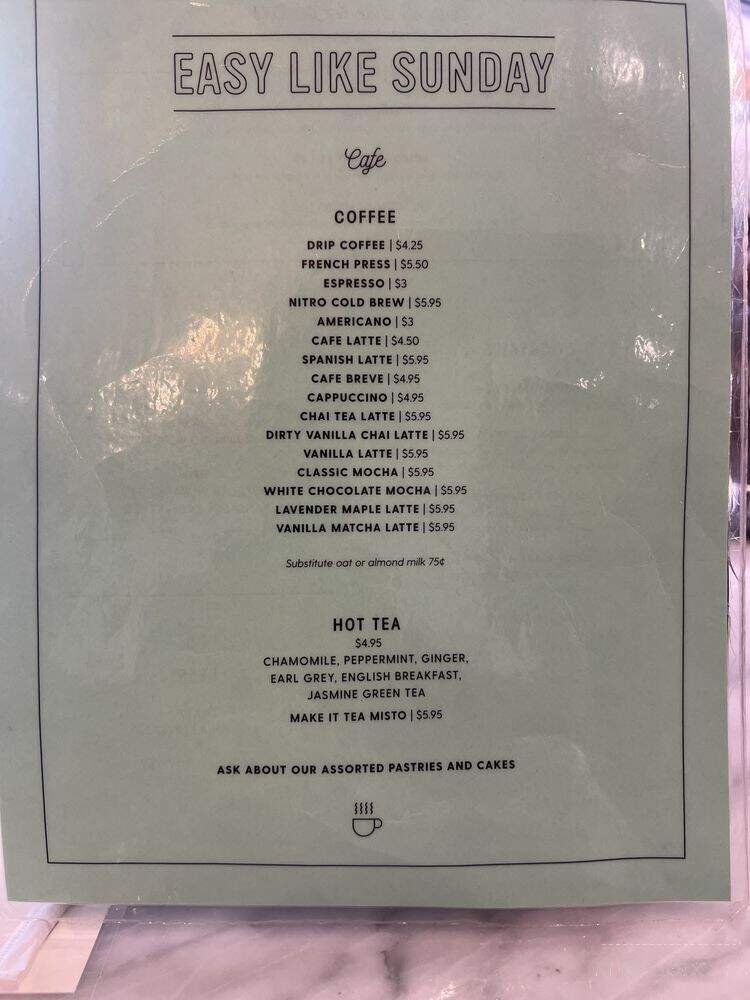 EASY LIKE SUNDAY
Cafe
COFFEE
DRIP COFFEE | $4.25
FRENCH PRESS | $5.50
ESPRESSO | $3
NITRO COLD BREW | $5.95
AMERICANO | $3
CAFE LATTE | $4.50
SPANISH LATTE | $5.95
CAFE BREVE | $4.95
CAPPUCCINO | $4.95
CHAI TEA LATTE | $5.95
DIRTY VANILLA CHAI LATTE | $5.95
VANILLA LATTE | $5.95
CLASSIC MOCHA | $5.95
WHITE CHOCOLATE MOCHA | $5.95
LAVENDER MAPLE LATTE | $5.95
VANILLA MATCHA LATTE | $5.95
Substitute oat or almond milk 75¢
HOT TEA
$4.95
CHAMOMILE, PEPPERMINT, GINGER,
EARL GREY, ENGLISH BREAKFAST,
JASMINE GREEN TEA
MAKE IT TEA MISTO | $5.95
ASK ABOUT OUR ASSORTED PASTRIES AND CAKES